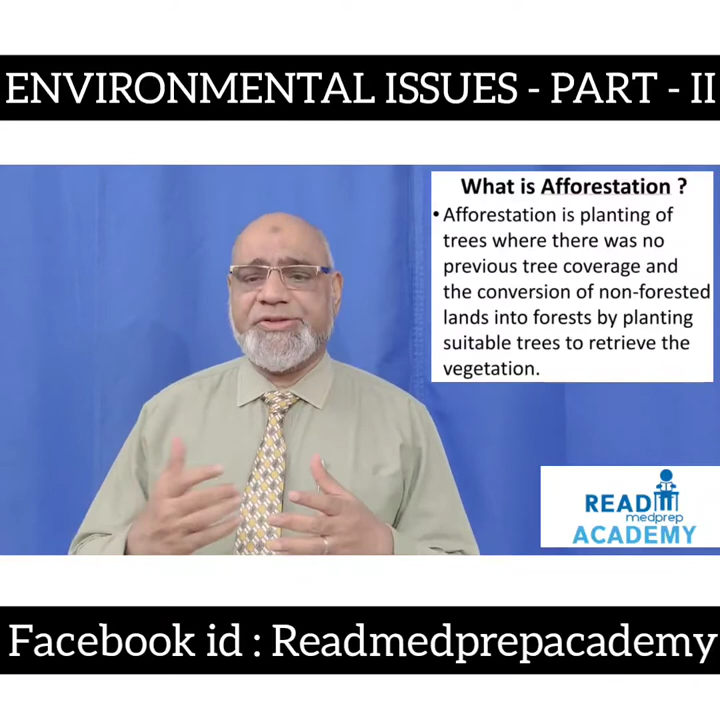 ENVIRONMENTAL ISSUES - PART - II
What is Afforestation ?
• Afforestation is planting of
trees where there was no
previous tree coverage and
the conversion of non-forested
lands into forests by planting
suitable trees to retrieve the
vegetation.
READ
medprep
ACADEMY
Facebook id : Readmedprepacademy